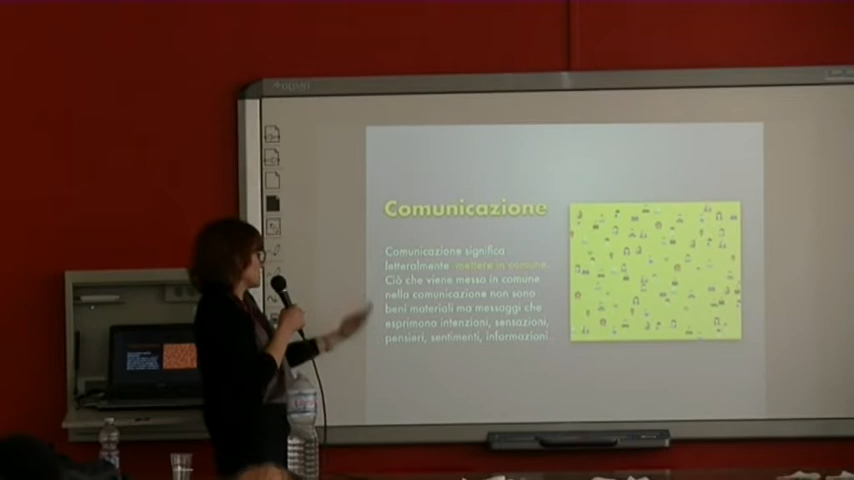 Comunicazione
Comunicazione significa
letteralmente mettere in comune.
Ciò che viene messo in comune
nella comunicazione non sono
beni materiali ma messaggi che
esprimono intenzioni, sensazioni,
pensieri, sentimenti, informazioni.